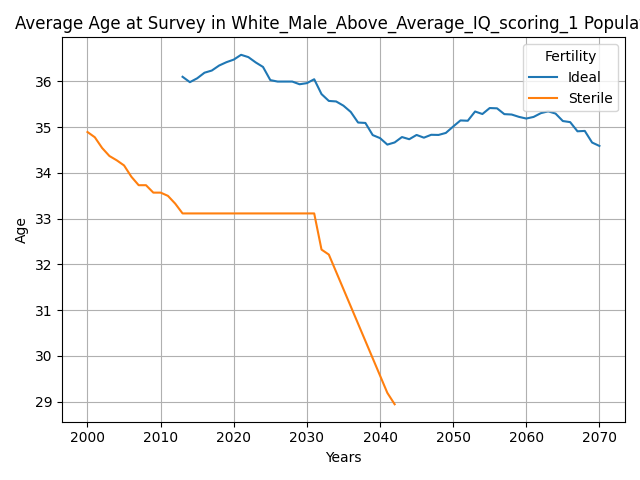 Average Age at Survey in White_Male_Above_Average_IQ_scoring_1 Popula
Fertility
Ideal
Sterile
Age
36
35
34
33
32
31
30
29
2000 2010 2020 2030 2040 2050 2060 2070
Years